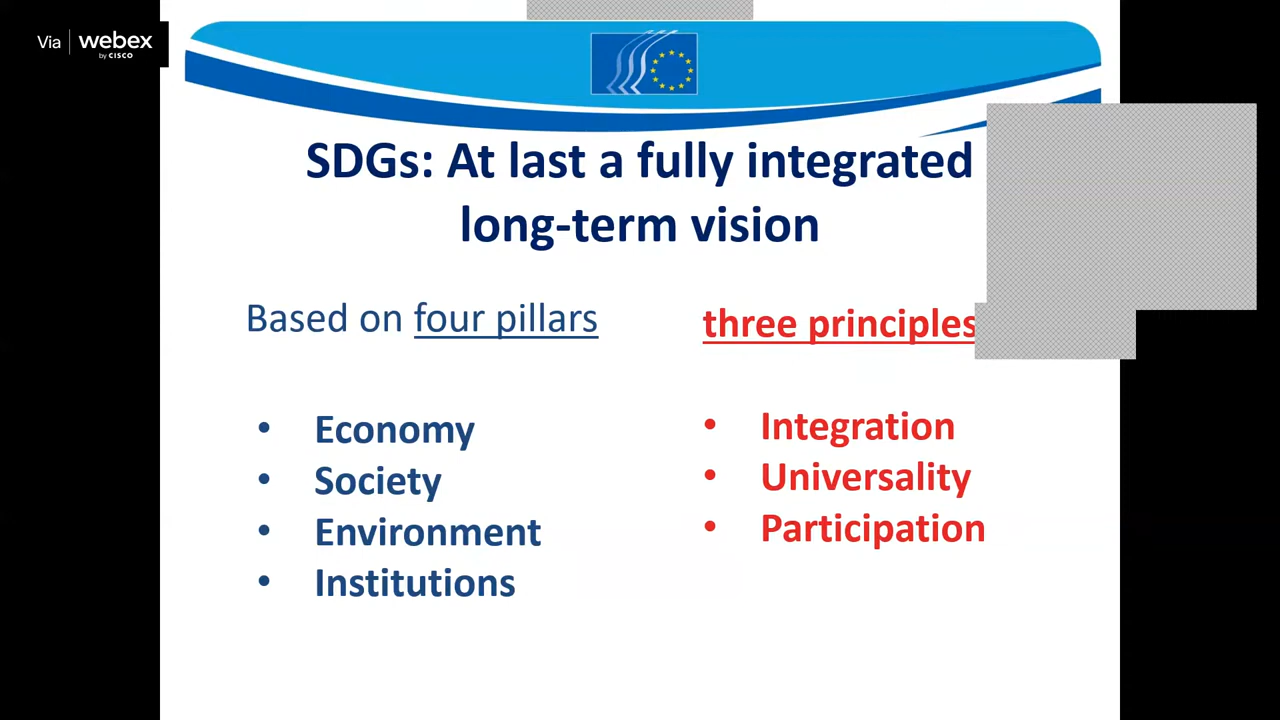 Via webex
by CISCO
SDGs: At last a fully integrated
long-term vision
Based on four pillars
• Economy
• Society
• Environment
• Institutions
three principles
• Integration
• Universality
• Participation